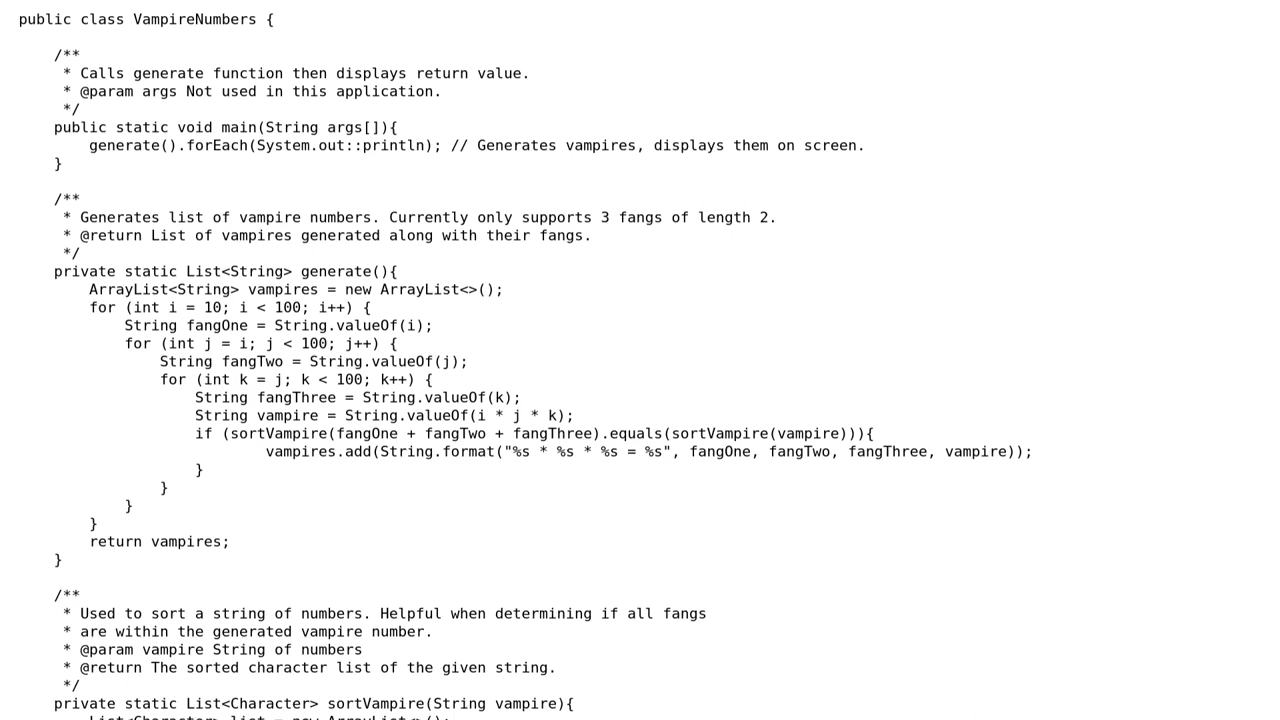 public class VampireNumbers {
/**
* Calls generate function then displays return value.
* @param args Not used in this application.
*/
public static void main(String args[]){
generate().forEach(System.out::println); // Generates vampires, displays them on screen.
}
/**
* Generates list of vampire numbers. Currently only supports 3 fangs of length 2.
* @return List of vampires generated along with their fangs.
*/
private static List<String> generate(){
ArrayList<String> vampires = new ArrayList<>();
for (int i = 10; i < 100; i++) {
String fangOne = String.valueOf(i);
for (int j = i; j < 100; j++) {
String fangTwo = String.valueOf(j);
for (int k = j; k < 100; k++) {
String fangThree = String.valueOf(k);
String vampire = String.valueOf(i * j * k);
if (sortVampire(fangOne + fangTwo + fangThree).equals(sortVampire(vampire))){
vampires.add(String.format("%s * %s * %s = %s", fangOne, fangTwo, fangThree, vampire));
}
}
}
}
return vampires;
}
/**
* Used to sort a string of numbers. Helpful when determining if all fangs
* are within the generated vampire number.
* @param vampire String of numbers
* @return The sorted character list of the given string.
*/
private static List<Character> sortVampire(String vampire){
List<Character> list = new ArrayList<>();